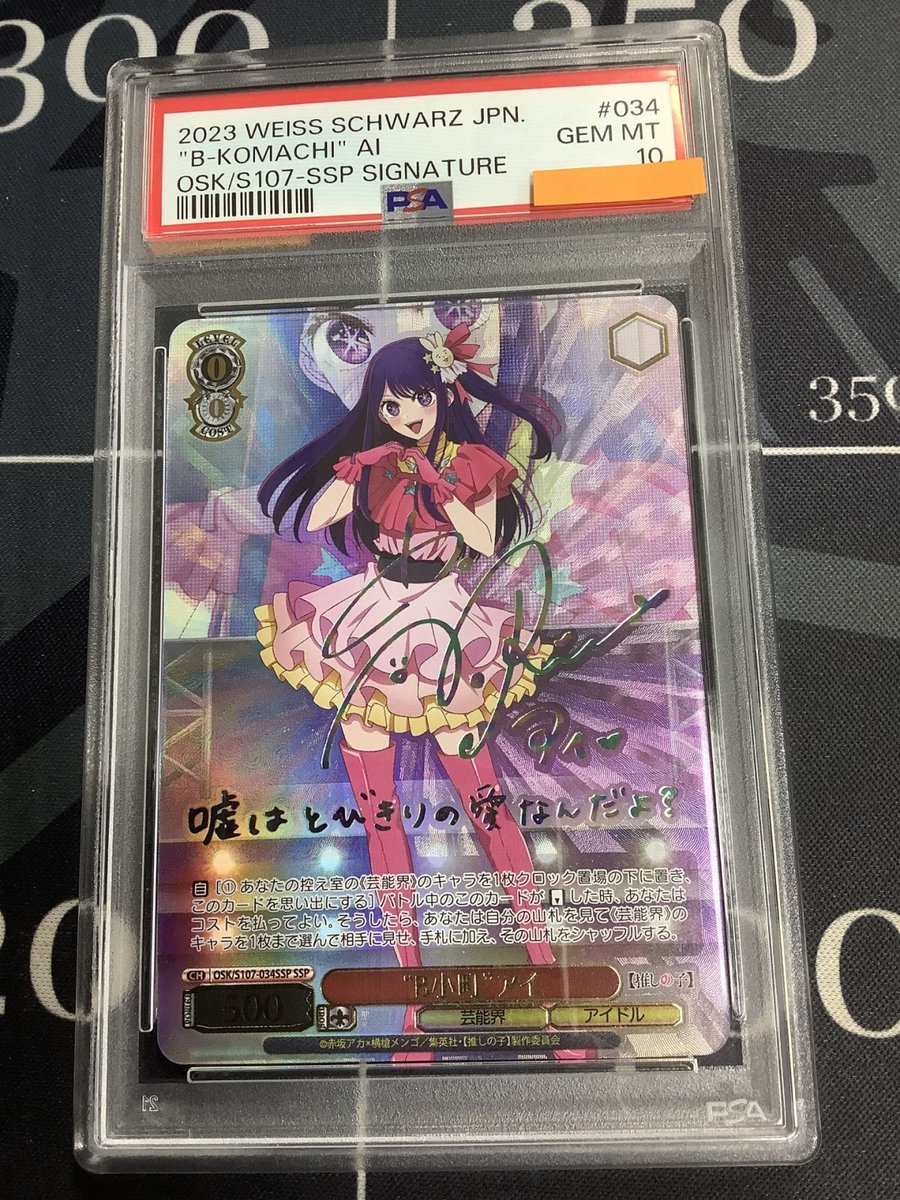 300
350
350
2023 WEISS SCHWARZ JPN.
#034
"B-KOMACHI" AI
GEM MT
OSK/S107-SSP SIGNATURE
10
PSA
LEVEL
0
0
COST
アイ♥
嘘はとびきりの愛なんだよ?
自 [① あなたの控え室の《芸能界》のキャラを1枚クロック置場の下に置き、
このカードを思い出にする] バトル中のこのカードが した時、あなたは
コストを払ってよい。そうしたら、あなたは自分の山札を見て《芸能界》の
キャラを1枚まで選んで相手に見せ、手札に加え、その山札をシャッフルする。
CH OSK/S107-034SSP SSP
"B小町"アイ
【推しの子】
500
芸能界
アイドル
©赤坂アカ×横槍メンゴ/集英社・【推しの子】製作委員会
21
PSA